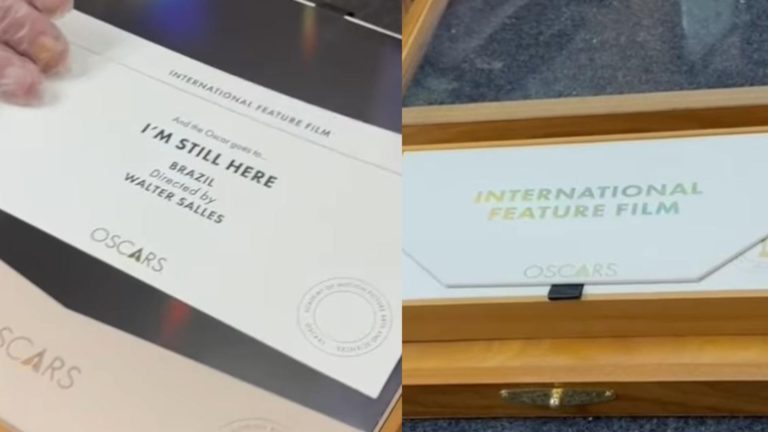 INTERNATIONAL FEATURE FILM
And the Oscar goes to...
I'M STILL HERE
BRAZIL
Directed by
WALTER SALLES
OSCARS
OSCARS
INTERNATIONAL
FEATURE FILM
OSCARS